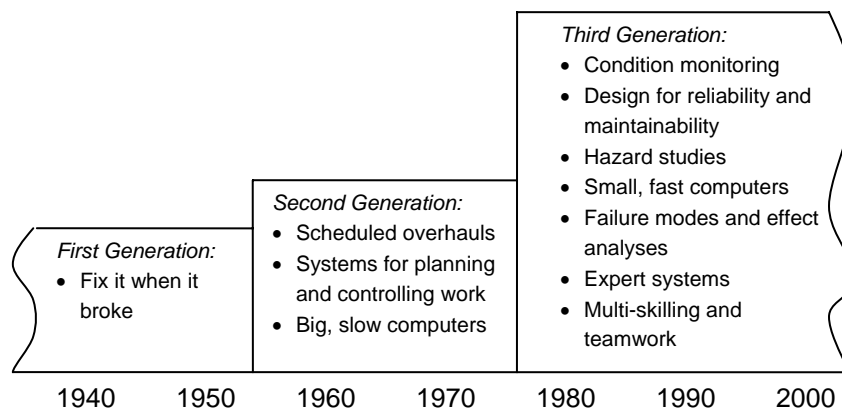 First Generation:
• Fix it when it
broke
Second Generation:
• Scheduled overhauls
• Systems for planning
and controlling work
• Big, slow computers
Third Generation:
• Condition monitoring
• Design for reliability and
maintainability
• Hazard studies
• Small, fast computers
• Failure modes and effect
analyses
• Expert systems
• Multi-skilling and
teamwork
1940 1950 1960 1970 1980 1990 2000